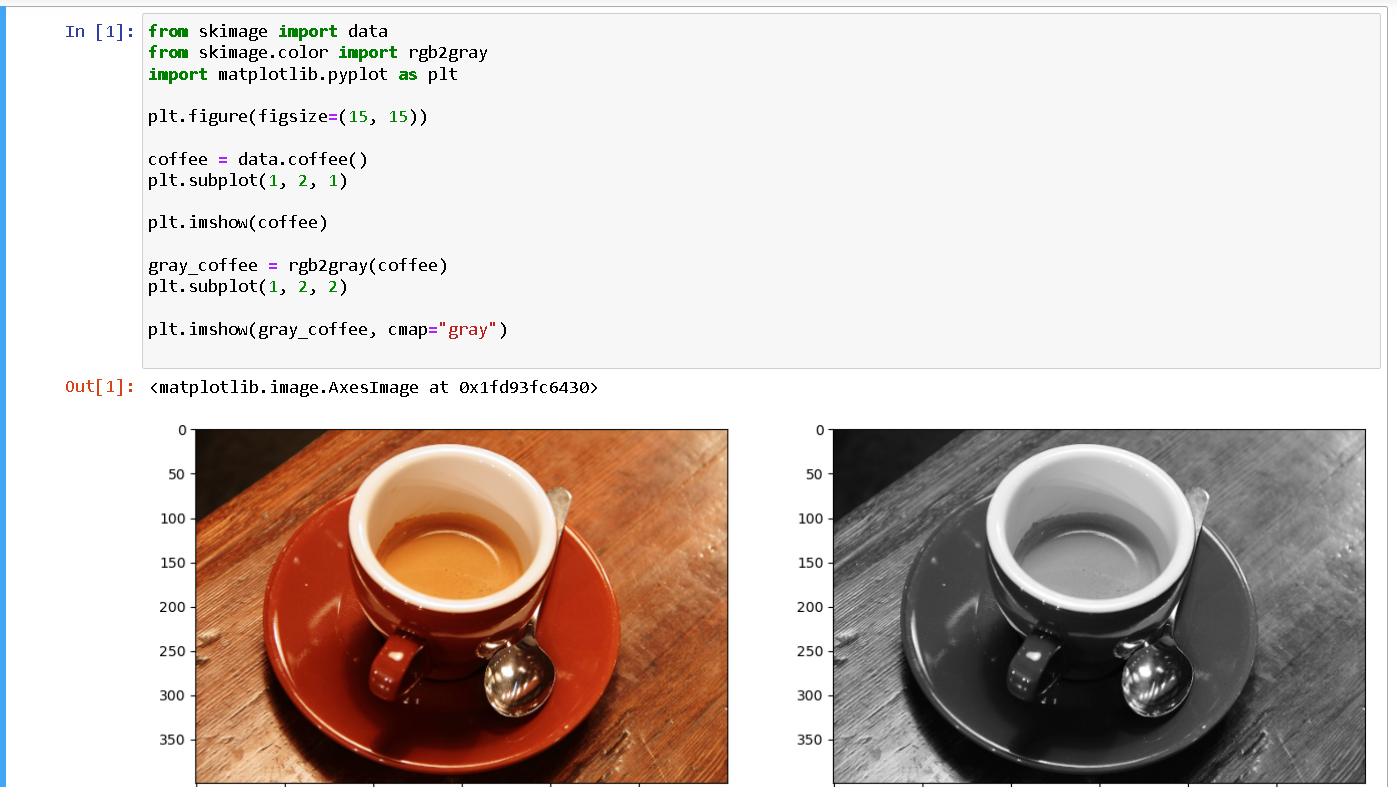 In [1]: from skimage import data
from skimage.color import rgb2gray
import matplotlib.pyplot as plt
plt.figure(figsize=(15, 15))
coffee = data.coffee()
plt.subplot(1, 2, 1)
plt.imshow(coffee)
gray_coffee = rgb2gray(coffee)
plt.subplot(1, 2, 2)
plt.imshow(gray_coffee, cmap="gray")
Out[1]: <matplotlib.image.AxesImage at 0x1fd93fc6430>
0
50
100
150
200
250
300
350
0
50
100
150
200
250
300
350